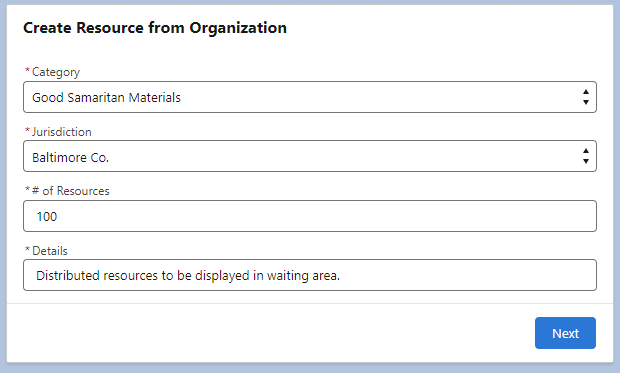 Create Resource from Organization
*Category
Good Samaritan Materials
*Jurisdiction
Baltimore Co.
*# of Resources
100
*Details
Distributed resources to be displayed in waiting area.
Next